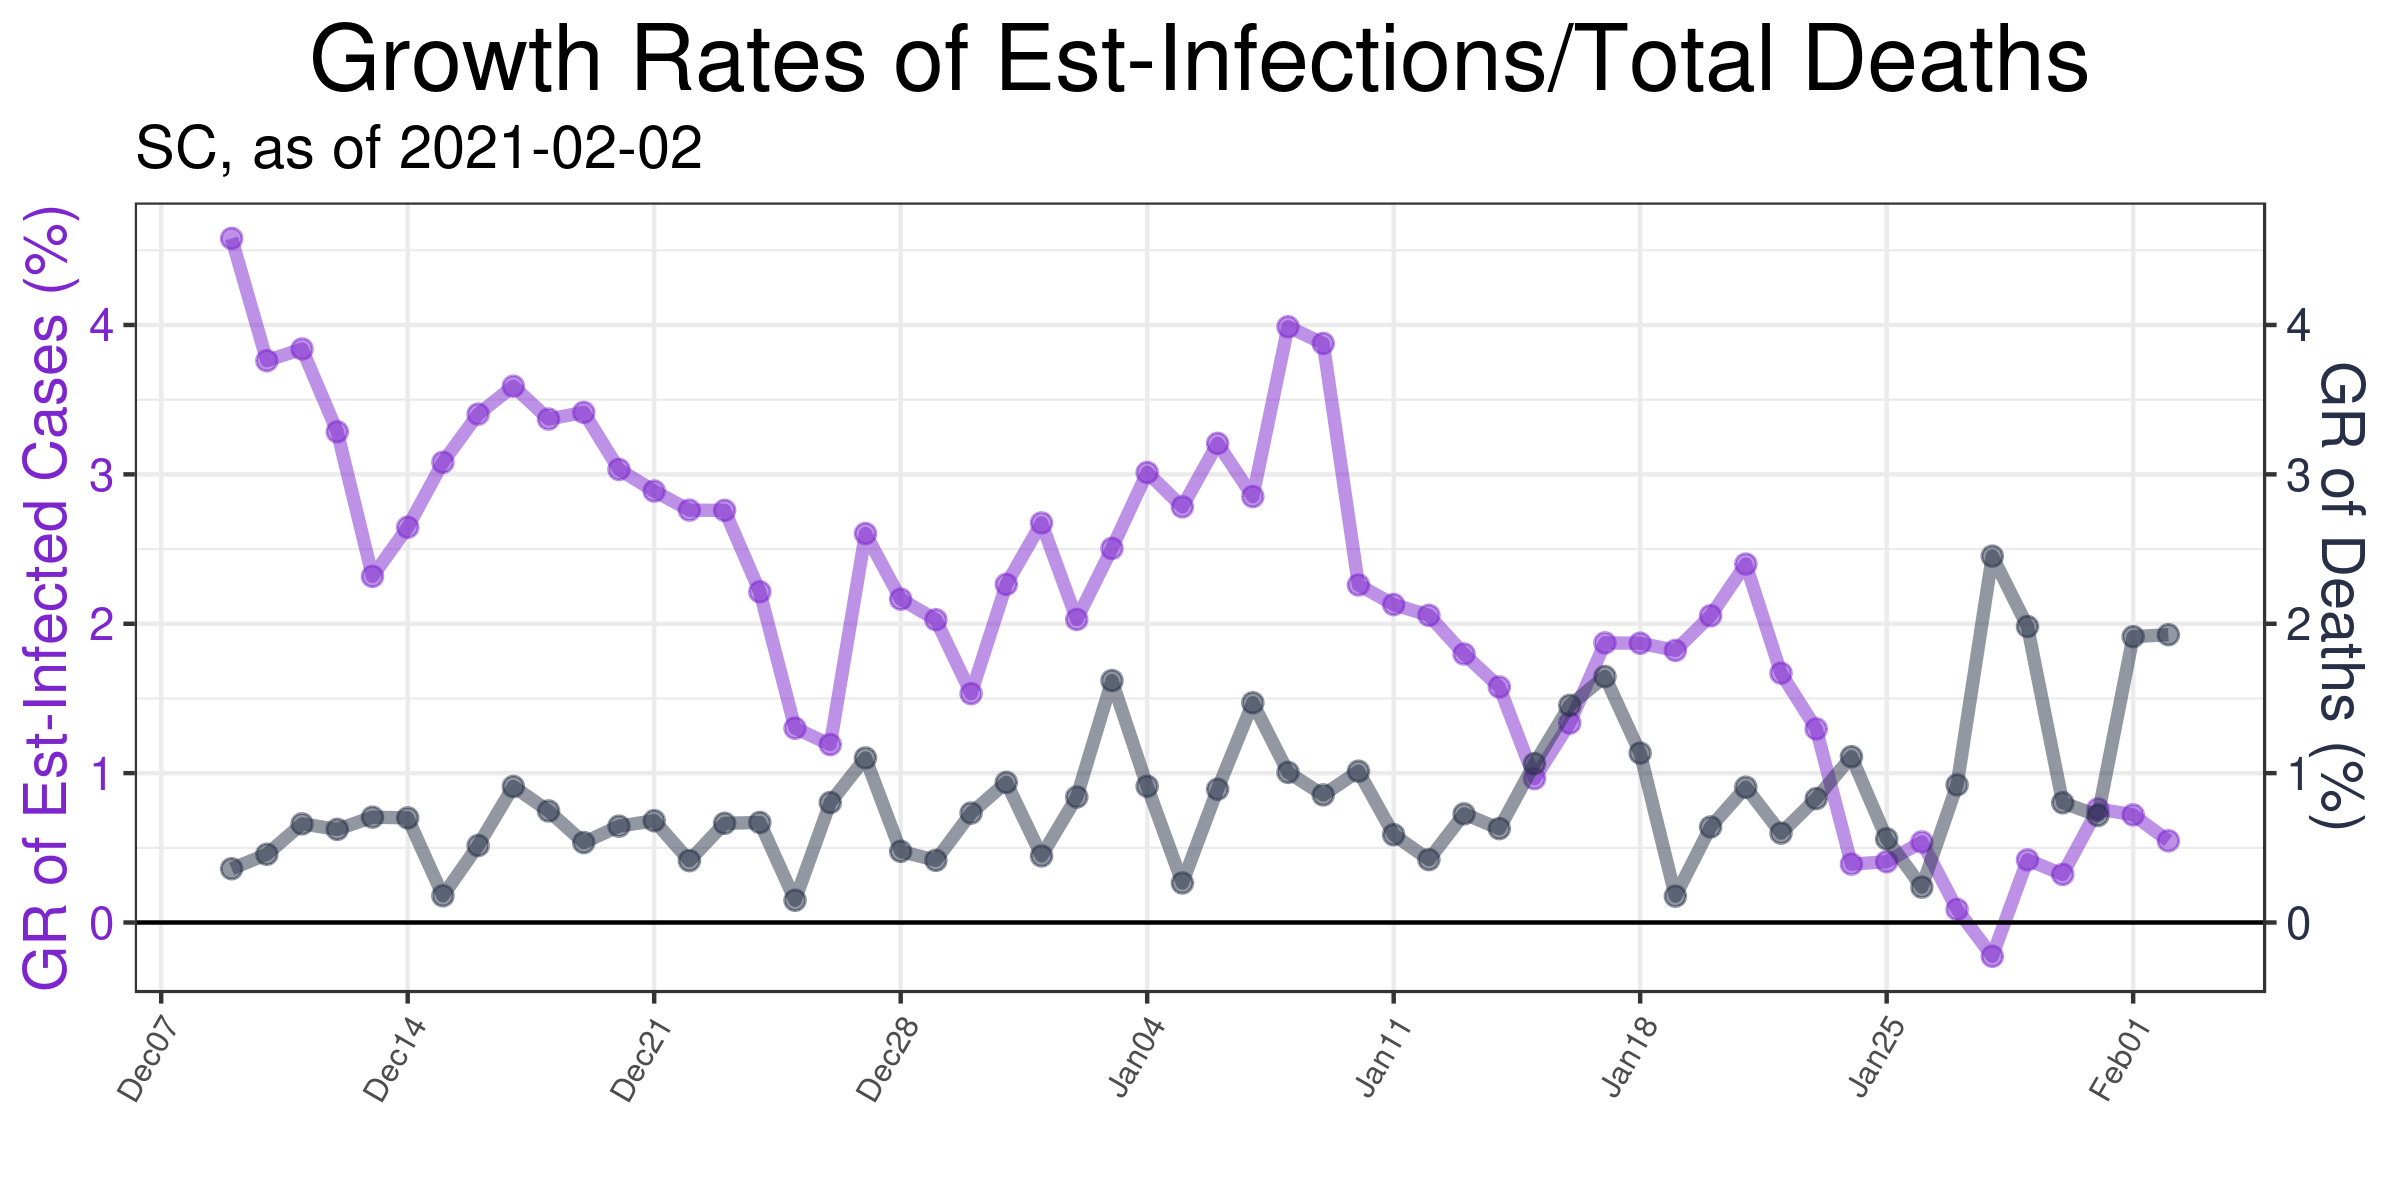 Growth Rates of Est-Infections/Total Deaths
SC, as of 2021-02-02
GR of Est-Infected Cases (%)
4
3
2
1
0
4
3
2
1
0
GR of Deaths (%)
Dec07
Dec14
Dec21
Dec28
Jan04
Jan11
Jan18
Jan25
Feb01